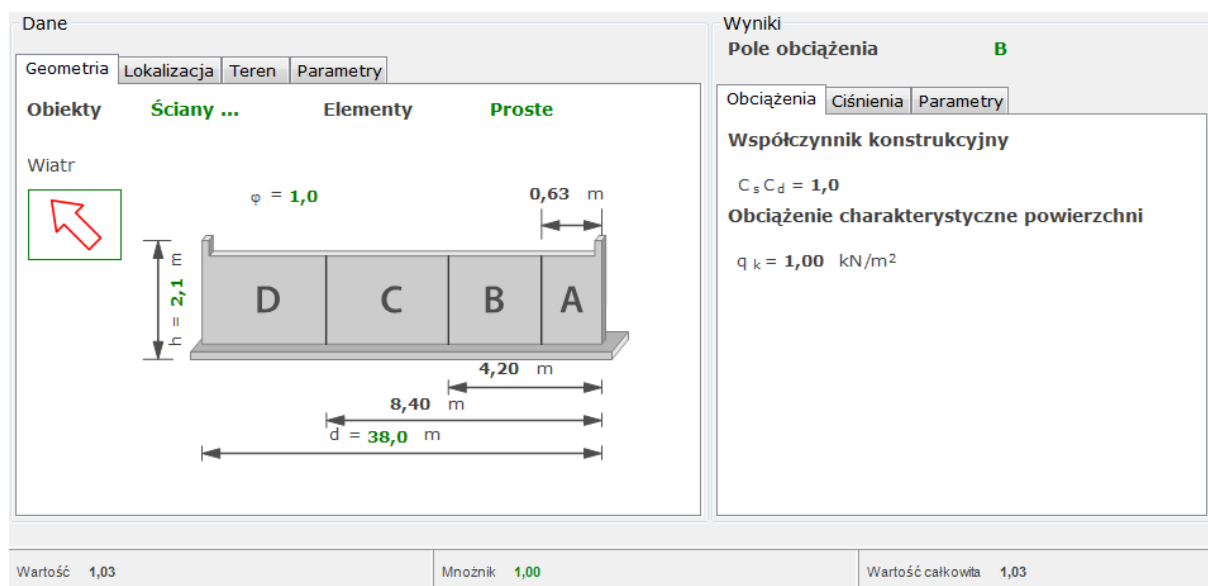 Dane
Geometria Lokalizacja Teren Parametry
Obiekty Ściany ... Elementy Proste
Wiatr
φ = 1,0
0,63 m
h = 2,1 m
D C B A
4,20 m
8,40 m
d = 38,0 m
Wyniki
Pole obciążenia B
Obciążenia Ciśnienia Parametry
Współczynnik konstrukcyjny
C s C d = 1,0
Obciążenie charakterystyczne powierzchni
q k = 1,00 kN/m²
Wartość 1,03 Mnożnik 1,00 Wartość całkowita 1,03